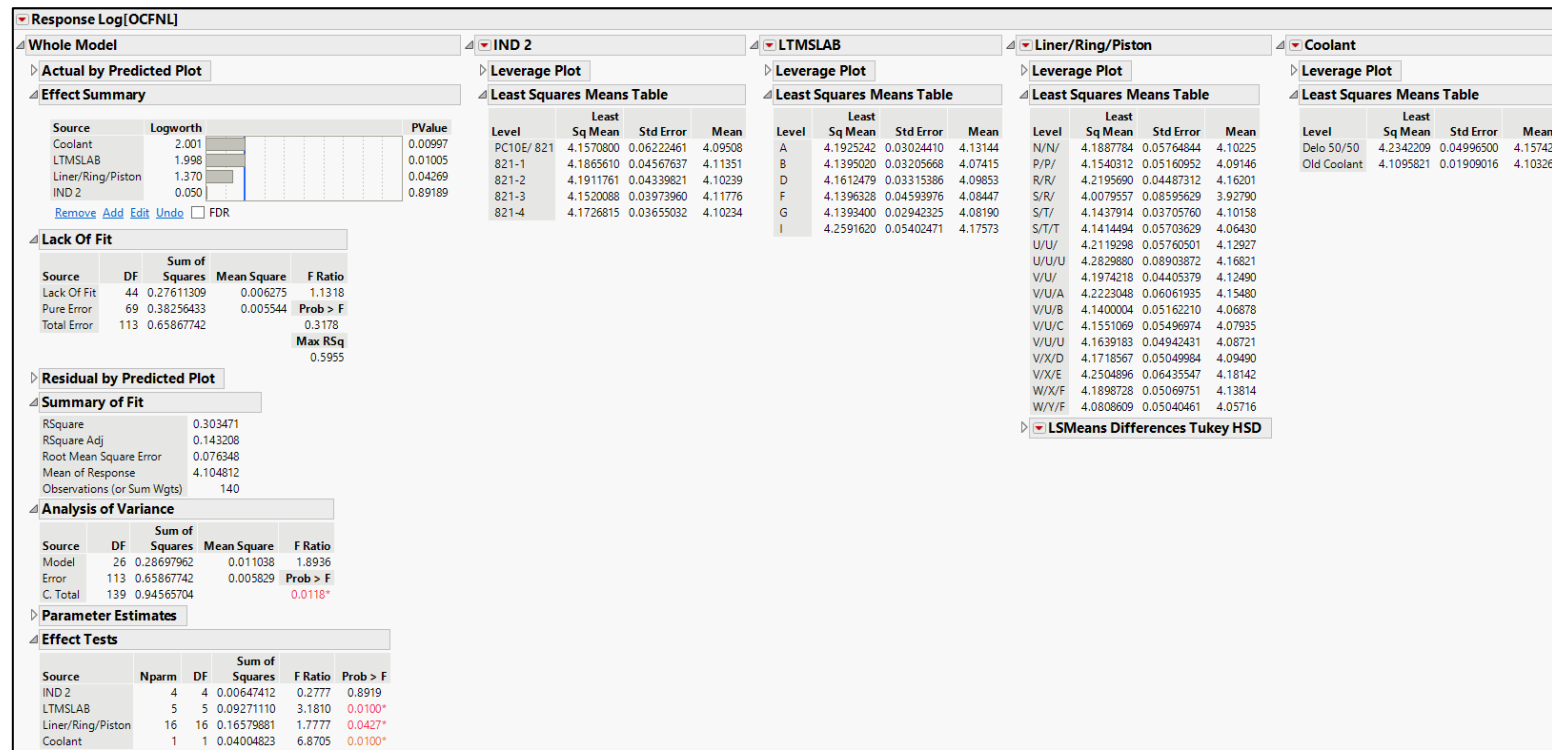 Response Log[OCFNL]
Whole Model
Actual by Predicted Plot
Effect Summary
Source Logworth PValue
Coolant 2.001 0.00997
LTMSLAB 1.998 0.01005
Liner/Ring/Piston 1.370 0.04269
IND 2 0.050 0.89189
Remove Add Edit Undo FDR
Lack Of Fit
Sum of
Source DF Squares Mean Square F Ratio
Lack Of Fit 44 0.27611309 0.006275 1.1318
Pure Error 69 0.38256433 0.005544 Prob > F
Total Error 113 0.65867742 0.3178
Max RSq
0.5955
Residual by Predicted Plot
Summary of Fit
RSquare 0.303471
RSquare Adj 0.143208
Root Mean Square Error 0.076348
Mean of Response 4.104812
Observations (or Sum Wgts) 140
Analysis of Variance
Sum of
Source DF Squares Mean Square F Ratio
Model 26 0.28697962 0.011038 1.8936
Error 113 0.65867742 0.005829 Prob > F
C. Total 139 0.94565704 0.0118*
Parameter Estimates
Effect Tests
Sum of
Source Nparm DF Squares F Ratio Prob > F
IND 2 4 4 0.00647412 0.2777 0.8919
LTMSLAB 5 5 0.09271110 3.1810 0.0100*
Liner/Ring/Piston 16 16 0.16579881 1.7777 0.0427*
Coolant 1 1 0.04004823 6.8705 0.0100*
IND 2
Leverage Plot
Least Squares Means Table
Least
Level Sq Mean Std Error Mean
PC10E/ 821 4.1570800 0.06222461 4.09508
821-1 4.1865610 0.04567637 4.11351
821-2 4.1911761 0.04339821 4.10239
821-3 4.1520088 0.03973960 4.11776
821-4 4.1726815 0.03655032 4.10234
LTMSLAB
Leverage Plot
Least Squares Means Table
Least
Level Sq Mean Std Error Mean
A 4.1925242 0.03024410 4.13144
B 4.1395020 0.03205668 4.07415
D 4.1612479 0.03315386 4.09853
F 4.1396328 0.04593976 4.08447
G 4.1393400 0.02942325 4.08190
I 4.2591620 0.05402471 4.17573
Liner/Ring/Piston
Leverage Plot
Least Squares Means Table
Least
Level Sq Mean Std Error Mean
N/N/ 4.1887784 0.05764844 4.10225
P/P/ 4.1540312 0.05160952 4.09146
R/R/ 4.2195690 0.04487312 4.16201
S/R/ 4.0079557 0.08595629 3.92790
S/T/ 4.1437914 0.03705760 4.10158
S/T/T 4.1414494 0.05703629 4.06430
U/U/ 4.2119298 0.05760501 4.12927
U/U/U 4.2829880 0.08903872 4.16821
V/U/ 4.1974218 0.04405379 4.12490
V/U/A 4.2223048 0.06061935 4.15480
V/U/B 4.1400004 0.05162210 4.06878
V/U/C 4.1551069 0.05496974 4.07935
V/U/U 4.1639183 0.04942431 4.08721
V/X/D 4.1718567 0.05049984 4.09490
V/X/E 4.2504896 0.06435547 4.18142
W/X/F 4.1898728 0.05069751 4.13814
W/Y/F 4.0808609 0.05040461 4.05716
LSMeans Differences Tukey HSD
Coolant
Leverage Plot
Least Squares Means Table
Least
Level Sq Mean Std Error Mean
Delo 50/50 4.2342209 0.04996500 4.15742
Old Coolant 4.1095821 0.01909016 4.10326